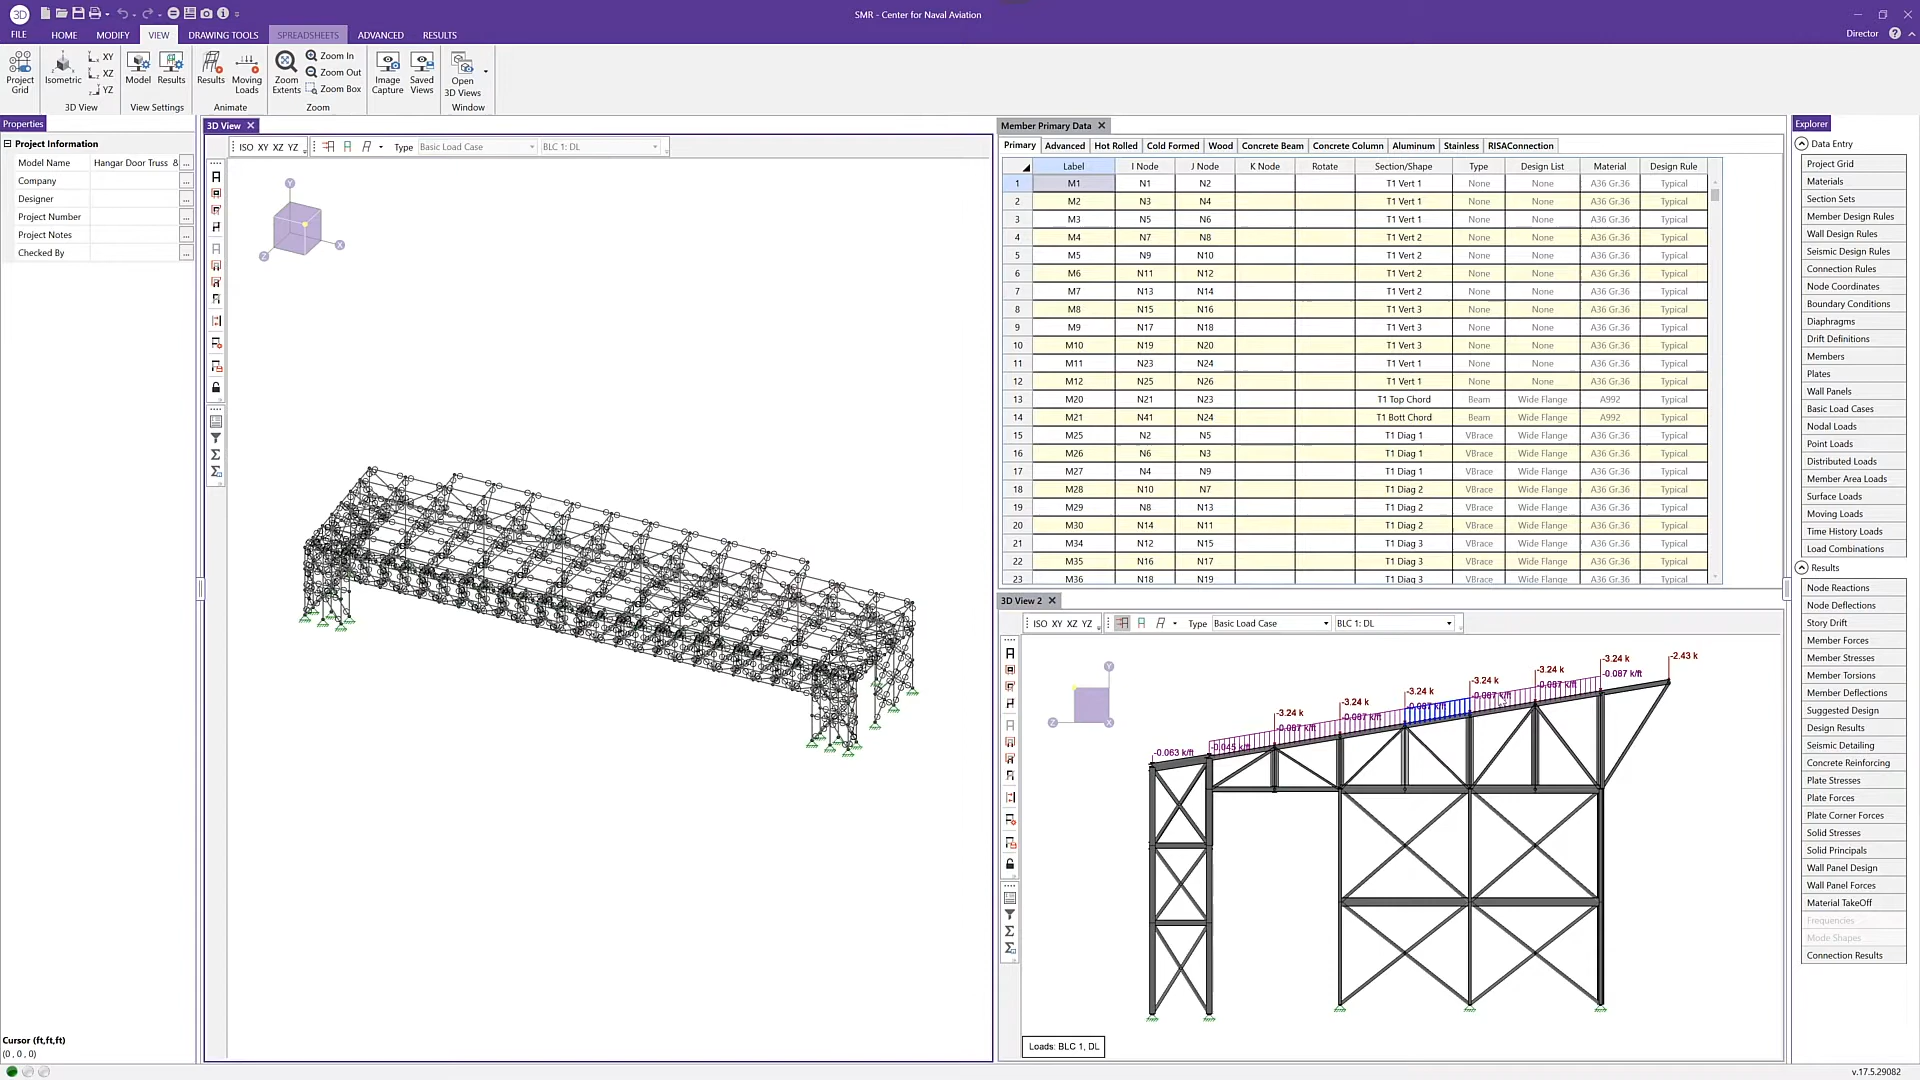 3D
SMR - Center for Naval Aviation
FILE HOME MODIFY VIEW DRAWING TOOLS SPREADSHEETS ADVANCED RESULTS
Director
Project Grid
Isometric
XY
XZ
YZ
3D View
Model
Results
View Settings
Results
Moving Loads
Animate
Zoom Extents
Zoom In
Zoom Out
Zoom Box
Zoom
Image Capture
Saved Views
Open 3D Views
Window
Properties
Project Information
Model Name Hangar Door Truss & ...
Company ...
Designer ...
Project Number ...
Project Notes ...
Checked By ...
Cursor (ft,ft,ft)
(0 , 0 , 0)
3D View
ISO XY XZ YZ Type Basic Load Case BLC 1: DL
Y
X
Z
Member Primary Data
Primary Advanced Hot Rolled Cold Formed Wood Concrete Beam Concrete Column Aluminum Stainless RISAConnection
Label I Node J Node K Node Rotate Section/Shape Type Design List Material Design Rule
1 M1 N1 N2 T1 Vert 1 None None A36 Gr.36 Typical
2 M2 N3 N4 T1 Vert 1 None None A36 Gr.36 Typical
3 M3 N5 N6 T1 Vert 1 None None A36 Gr.36 Typical
4 M4 N7 N8 T1 Vert 2 None None A36 Gr.36 Typical
5 M5 N9 N10 T1 Vert 2 None None A36 Gr.36 Typical
6 M6 N11 N12 T1 Vert 2 None None A36 Gr.36 Typical
7 M7 N13 N14 T1 Vert 2 None None A36 Gr.36 Typical
8 M8 N15 N16 T1 Vert 3 None None A36 Gr.36 Typical
9 M9 N17 N18 T1 Vert 3 None None A36 Gr.36 Typical
10 M10 N19 N20 T1 Vert 3 None None A36 Gr.36 Typical
11 M11 N23 N24 T1 Vert 1 None None A36 Gr.36 Typical
12 M12 N25 N26 T1 Vert 1 None None A36 Gr.36 Typical
13 M20 N21 N23 T1 Top Chord Beam Wide Flange A992 Typical
14 M21 N41 N24 T1 Bott Chord Beam Wide Flange A992 Typical
15 M25 N2 N5 T1 Diag 1 VBrace Wide Flange A36 Gr.36 Typical
16 M26 N6 N3 T1 Diag 1 VBrace Wide Flange A36 Gr.36 Typical
17 M27 N4 N9 T1 Diag 1 VBrace Wide Flange A36 Gr.36 Typical
18 M28 N10 N7 T1 Diag 2 VBrace Wide Flange A36 Gr.36 Typical
19 M29 N8 N13 T1 Diag 2 VBrace Wide Flange A36 Gr.36 Typical
20 M30 N14 N11 T1 Diag 2 VBrace Wide Flange A36 Gr.36 Typical
21 M34 N12 N15 T1 Diag 3 VBrace Wide Flange A36 Gr.36 Typical
22 M35 N16 N17 T1 Diag 3 VBrace Wide Flange A36 Gr.36 Typical
23 M36 N18 N19 T1 Diag 3 VBrace Wide Flange A36 Gr.36 Typical
3D View 2
ISO XY XZ YZ Type Basic Load Case BLC 1: DL
Y
Z
X
-2.43 k
-3.24 k
-0.087 k/ft
-3.24 k
-0.087 k/ft
-3.24 k
-0.087 k/ft
-3.24 k
-0.087 k/ft
-3.24 k
-0.087 k/ft
-3.24 k
-0.087 k/ft
-0.045 k/ft
-0.063 k/ft
Loads: BLC 1, DL
Explorer
Data Entry
Project Grid
Materials
Section Sets
Member Design Rules
Wall Design Rules
Seismic Design Rules
Connection Rules
Node Coordinates
Boundary Conditions
Diaphragms
Drift Definitions
Members
Plates
Wall Panels
Basic Load Cases
Nodal Loads
Point Loads
Distributed Loads
Member Area Loads
Surface Loads
Moving Loads
Time History Loads
Load Combinations
Results
Node Reactions
Node Deflections
Story Drift
Member Forces
Member Stresses
Member Torsions
Member Deflections
Suggested Design
Design Results
Seismic Detailing
Concrete Reinforcing
Plate Stresses
Plate Forces
Plate Corner Forces
Solid Stresses
Solid Principals
Wall Panel Design
Wall Panel Forces
Material TakeOff
Frequencies
Mode Shapes
Connection Results
v.17.5.29082